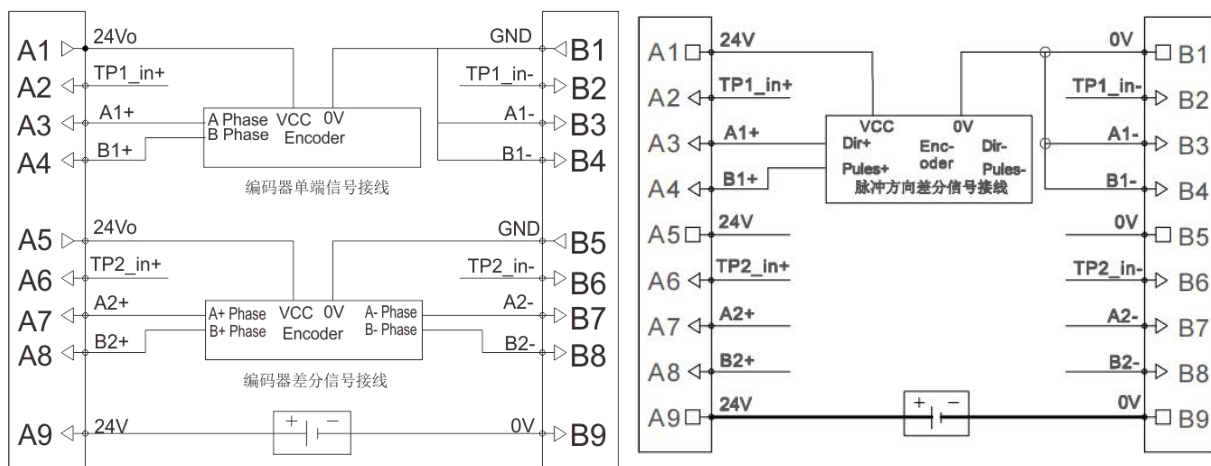 A1 24Vo GND B1
A2 TP1_in+ TP1_in- B2
A3 A1+ A Phase VCC 0V A1- B3
B Phase Encoder
A4 B1+ B1- B4
编码器单端信号接线
A5 24Vo GND B5
A6 TP2_in+ TP2_in- B6
A7 A2+ A+ Phase VCC 0V A- Phase A2- B7
B+ Phase Encoder B- Phase
A8 B2+ B2- B8
编码器差分信号接线
A9 24V + − 0V B9
A1 24V 0V B1
A2 TP1_in+ TP1_in- B2
VCC 0V
A3 A1+ Dir+ Enc- Dir- A1- B3
oder
A4 B1+ Pules+ Pules- B1- B4
脉冲方向差分信号接线
A5 24V 0V B5
A6 TP2_in+ TP2_in- B6
A7 A2+ A2- B7
A8 B2+ B2- B8
A9 24V + − 0V B9